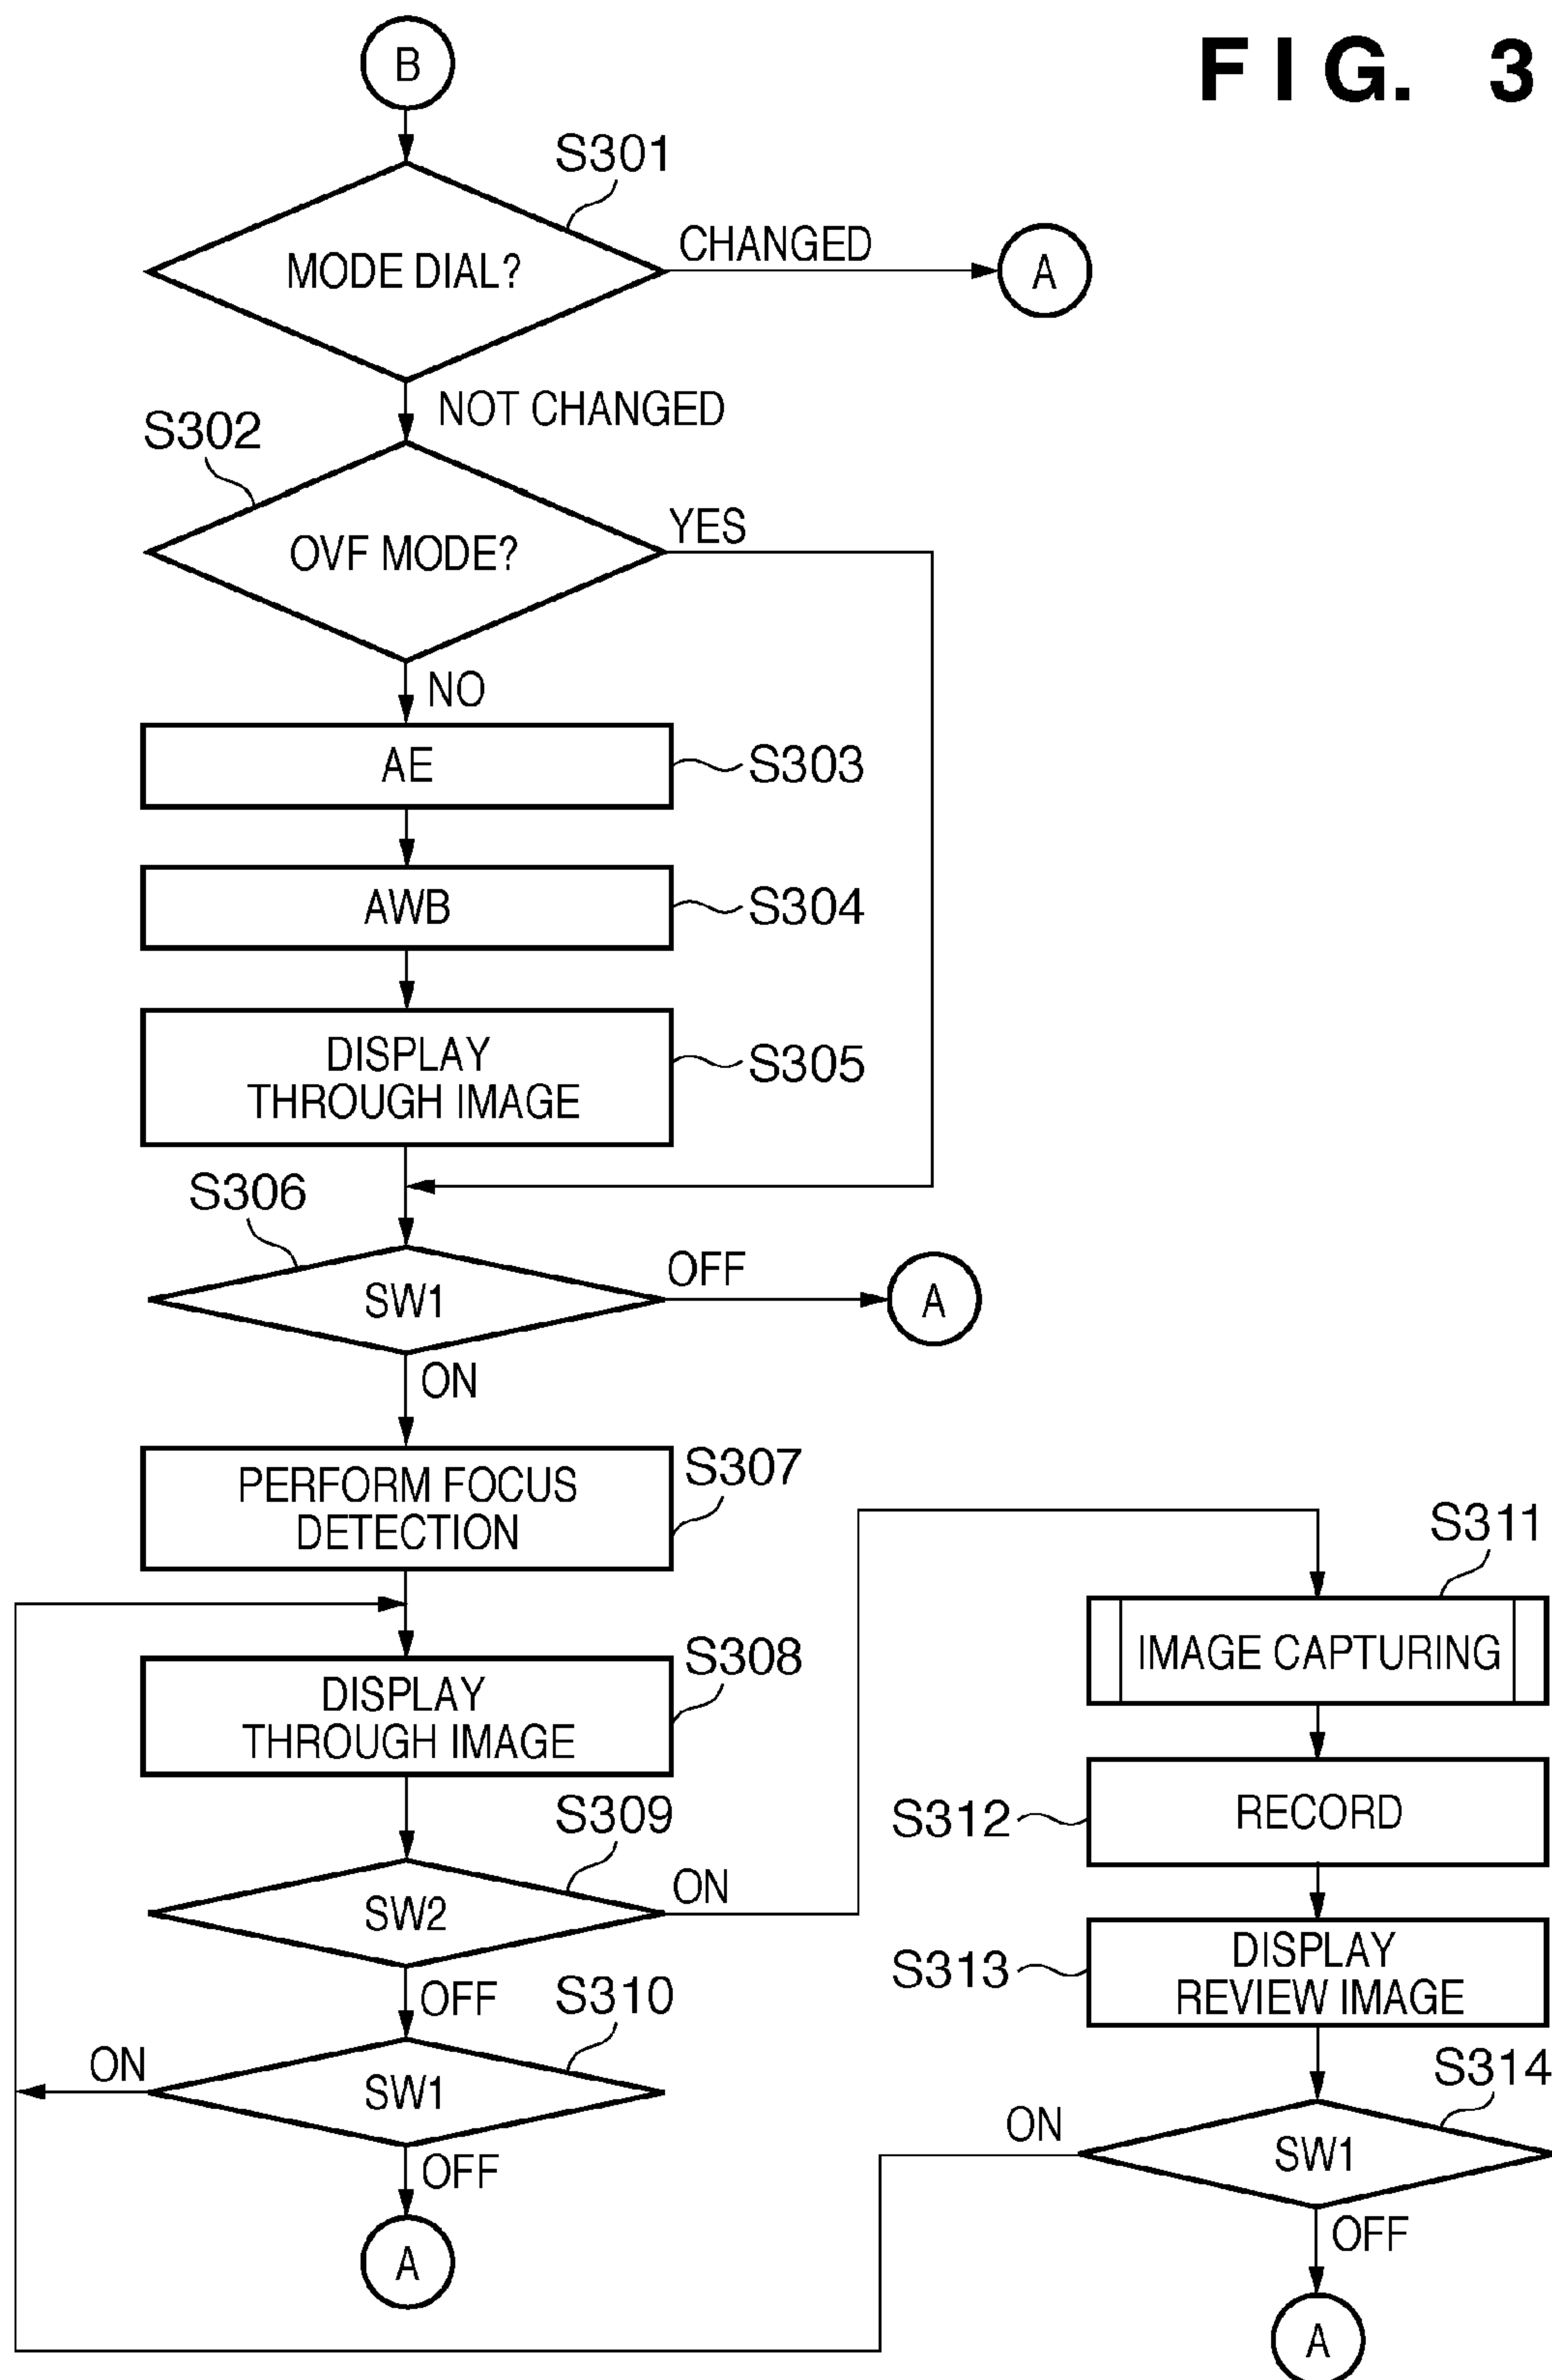 FIG. 3
B
S301
MODE DIAL?
CHANGED
A
NOT CHANGED
S302
OVF MODE?
YES
NO
AE
S303
AWB
S304
DISPLAY
THROUGH IMAGE
S305
S306
SW1
OFF
A
ON
PERFORM FOCUS
DETECTION
S307
DISPLAY
THROUGH IMAGE
S308
S309
SW2
ON
OFF
S310
SW1
ON
OFF
A
S311
IMAGE CAPTURING
S312
RECORD
S313
DISPLAY
REVIEW IMAGE
S314
SW1
ON
OFF
A